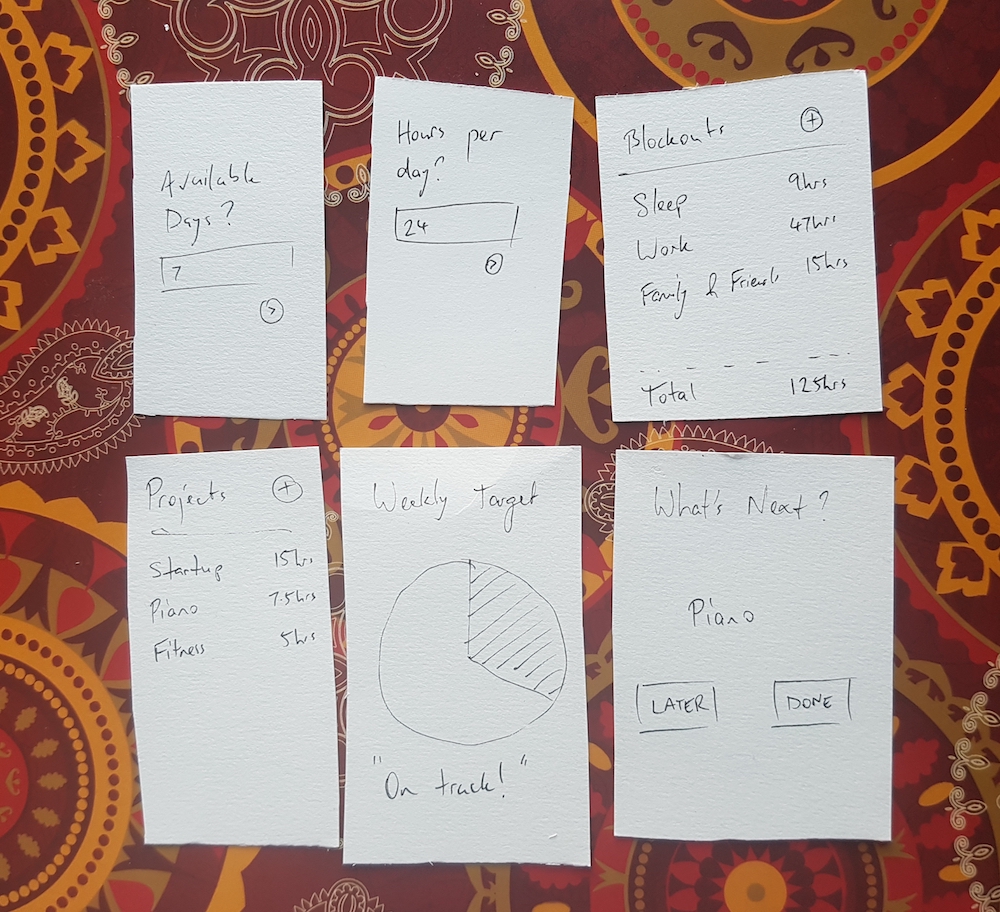 Available
Days?
7
>
Hours per
day?
24
>
Blockouts +
Sleep 9hrs
Work 47hrs
Family & Friends 15hrs
Total 125hrs
Projects +
Startup 15hrs
Piano 7.5hrs
Fitness 5hrs
Weekly Target
"On track!"
What's Next?
Piano
LATER DONE